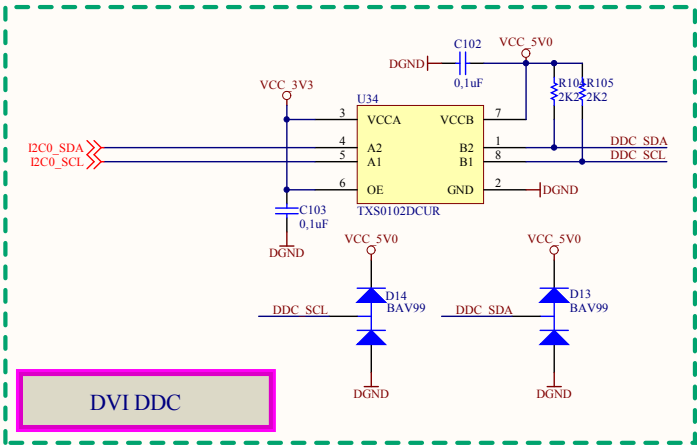 C102
VCC_5V0
DGND
0,1uF
R104 R105
2K2 2K2
VCC_3V3
U34
3 VCCA VCCB 7
I2C0_SDA 4 A2 B2 1 DDC_SDA
I2C0_SCL 5 A1 B1 8 DDC_SCL
6 OE GND 2 DGND
C103
0,1uF
TXS0102DCUR
DGND
VCC_5V0 VCC_5V0
D14 D13
DDC_SCL BAV99 DDC_SDA BAV99
DGND DGND
DVI DDC